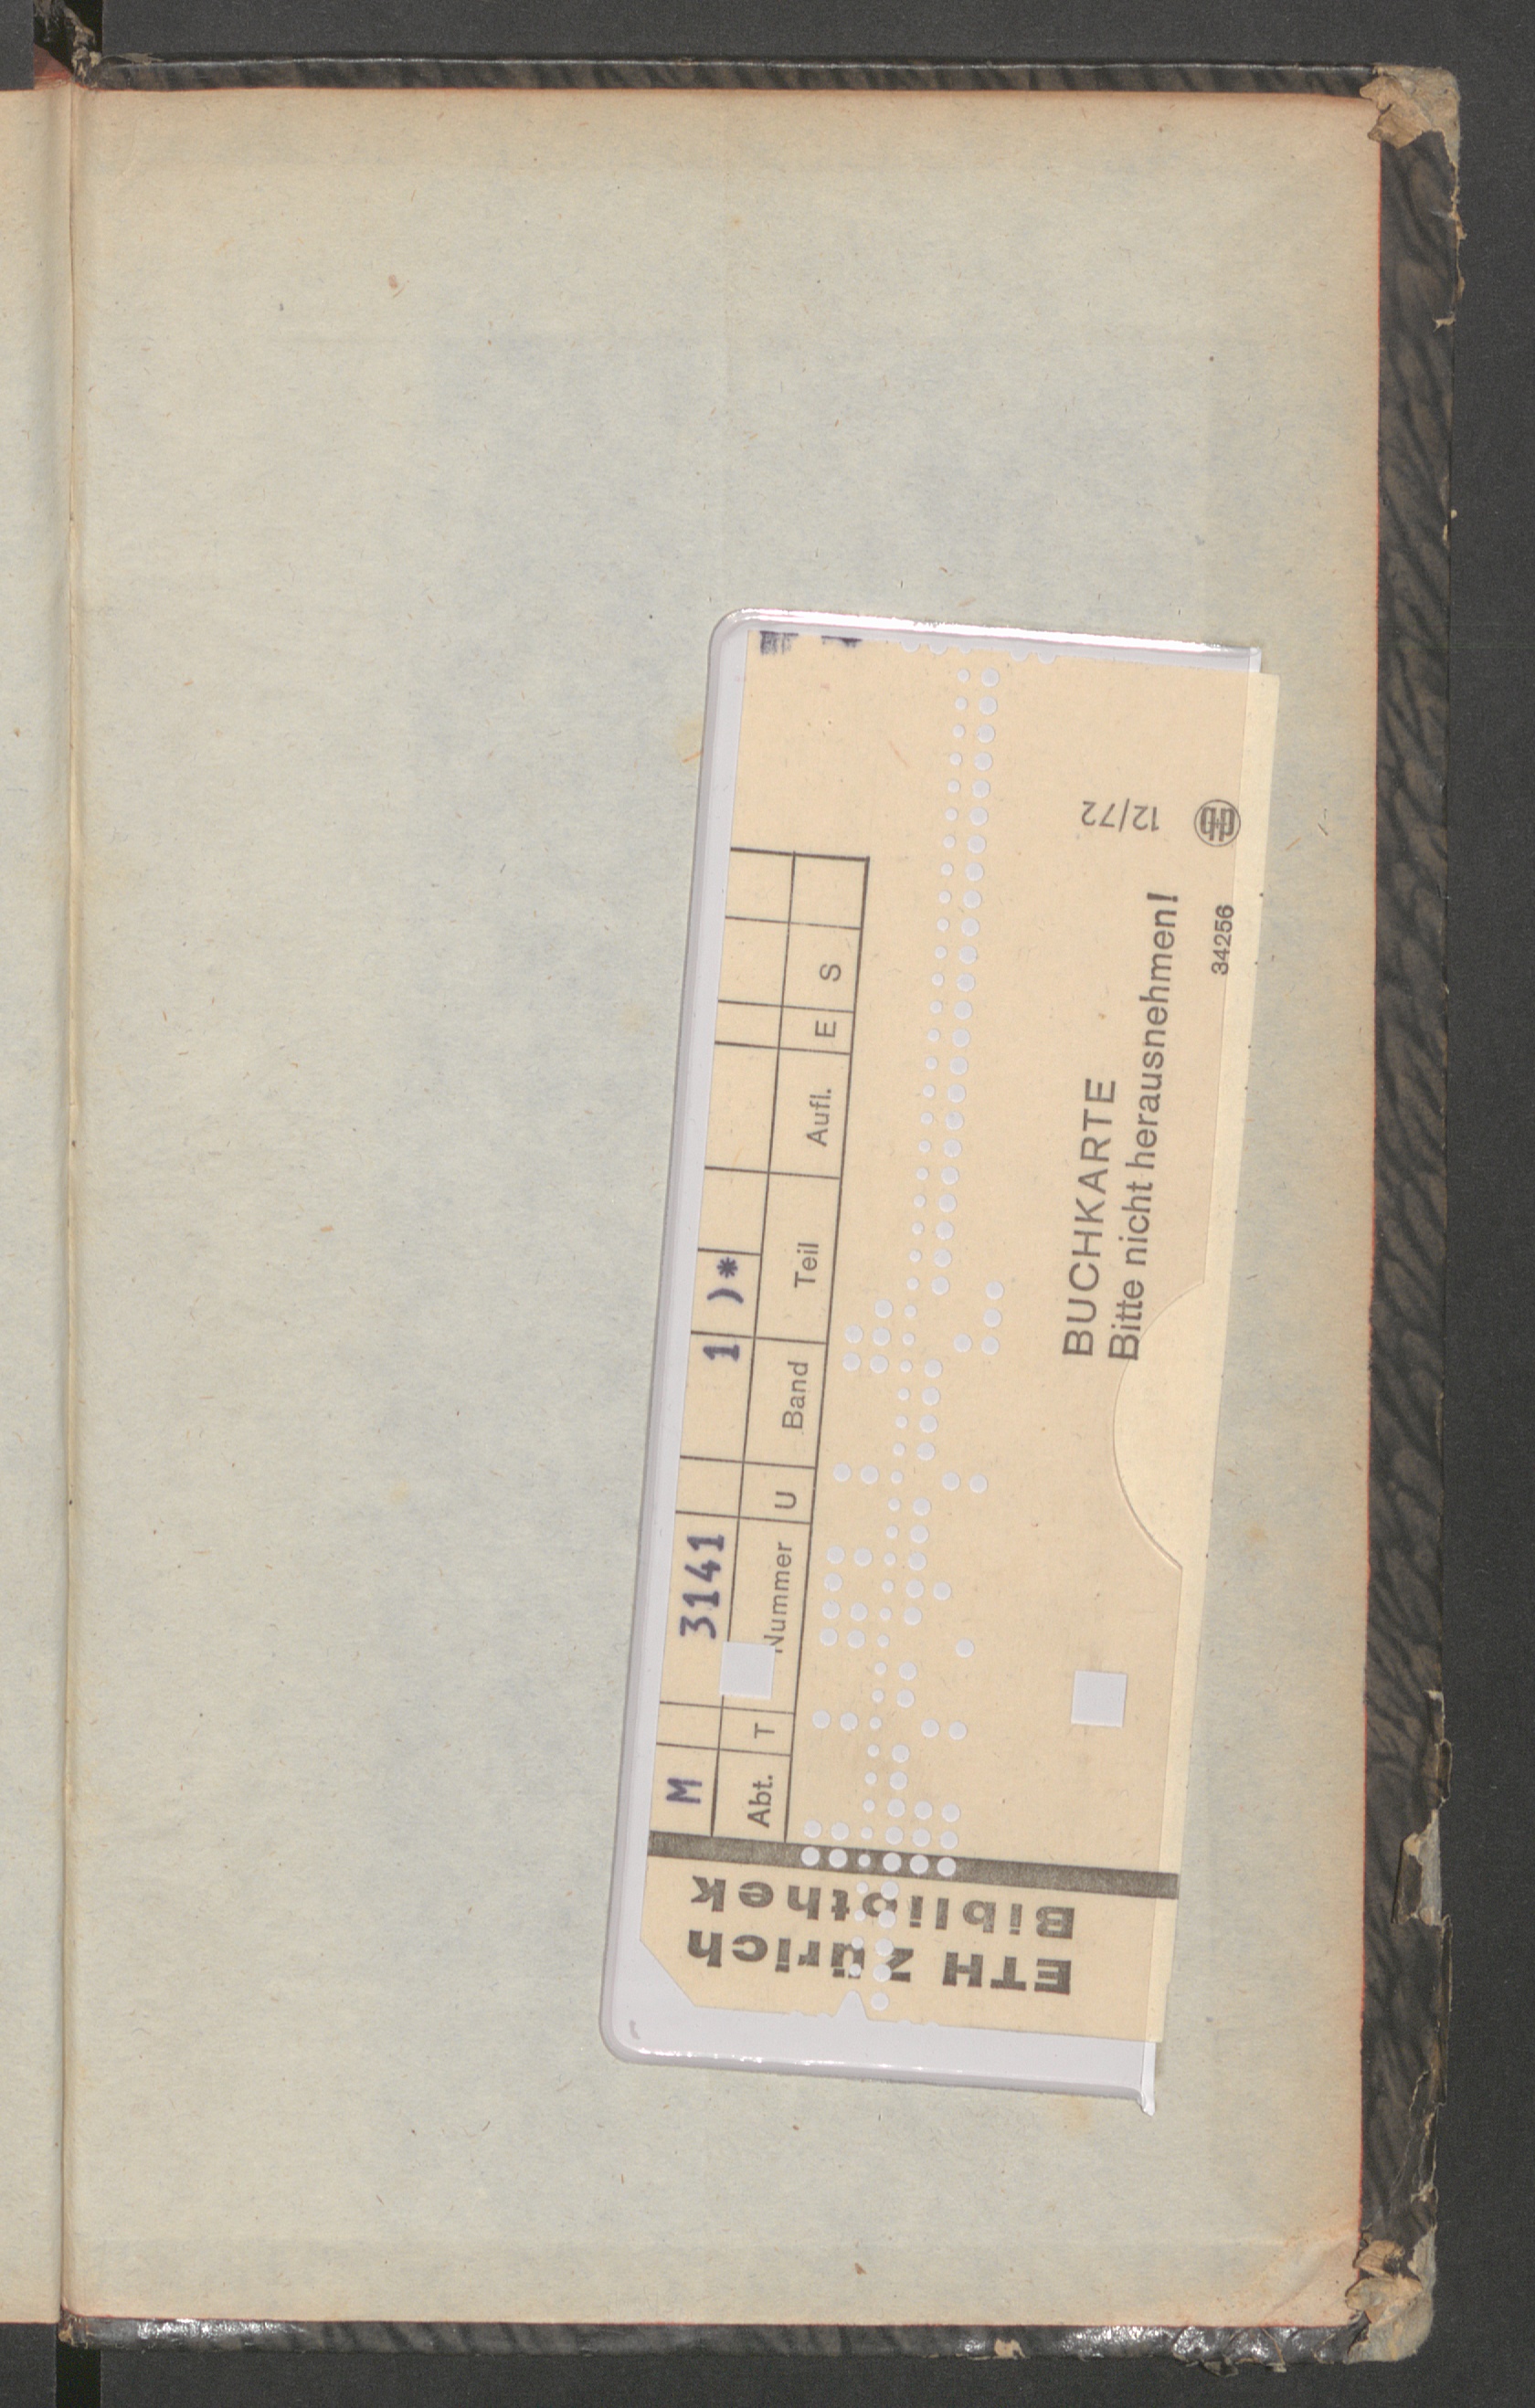 ETH Zürich
Bibliothek
M 3141 1 )*
Abt. T Nummer U Band Teil Aufl. E S
BUCHKARTE
Bitte nicht herausnehmen!
34256
12/72